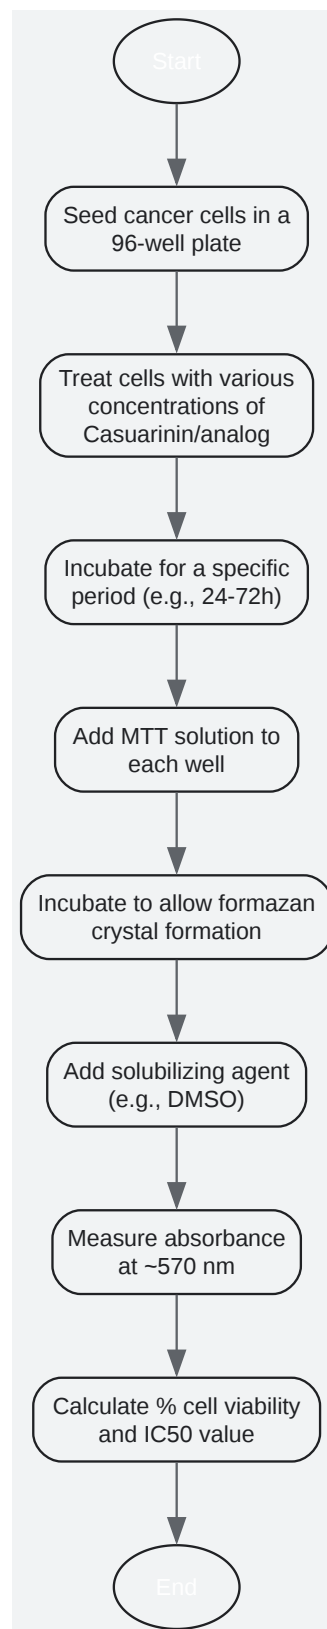 Start
Seed cancer cells in a
96-well plate
Treat cells with various
concentrations of
Casuarinin/analog
Incubate for a specific
period (e.g., 24-72h)
Add MTT solution to
each well
Incubate to allow formazan
crystal formation
Add solubilizing agent
(e.g., DMSO)
Measure absorbance
at ~570 nm
Calculate % cell viability
and IC50 value
End